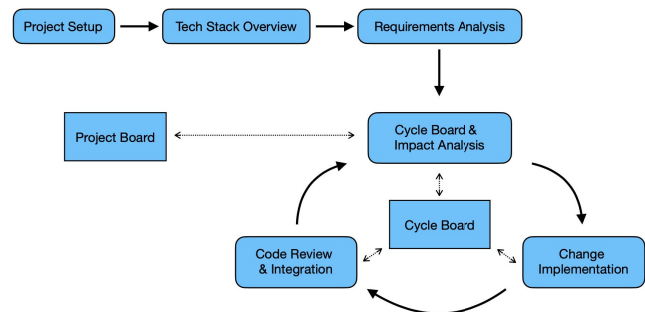 Project Setup
Tech Stack Overview
Requirements Analysis
Project Board
Cycle Board &
Impact Analysis
Cycle Board
Code Review
& Integration
Change
Implementation